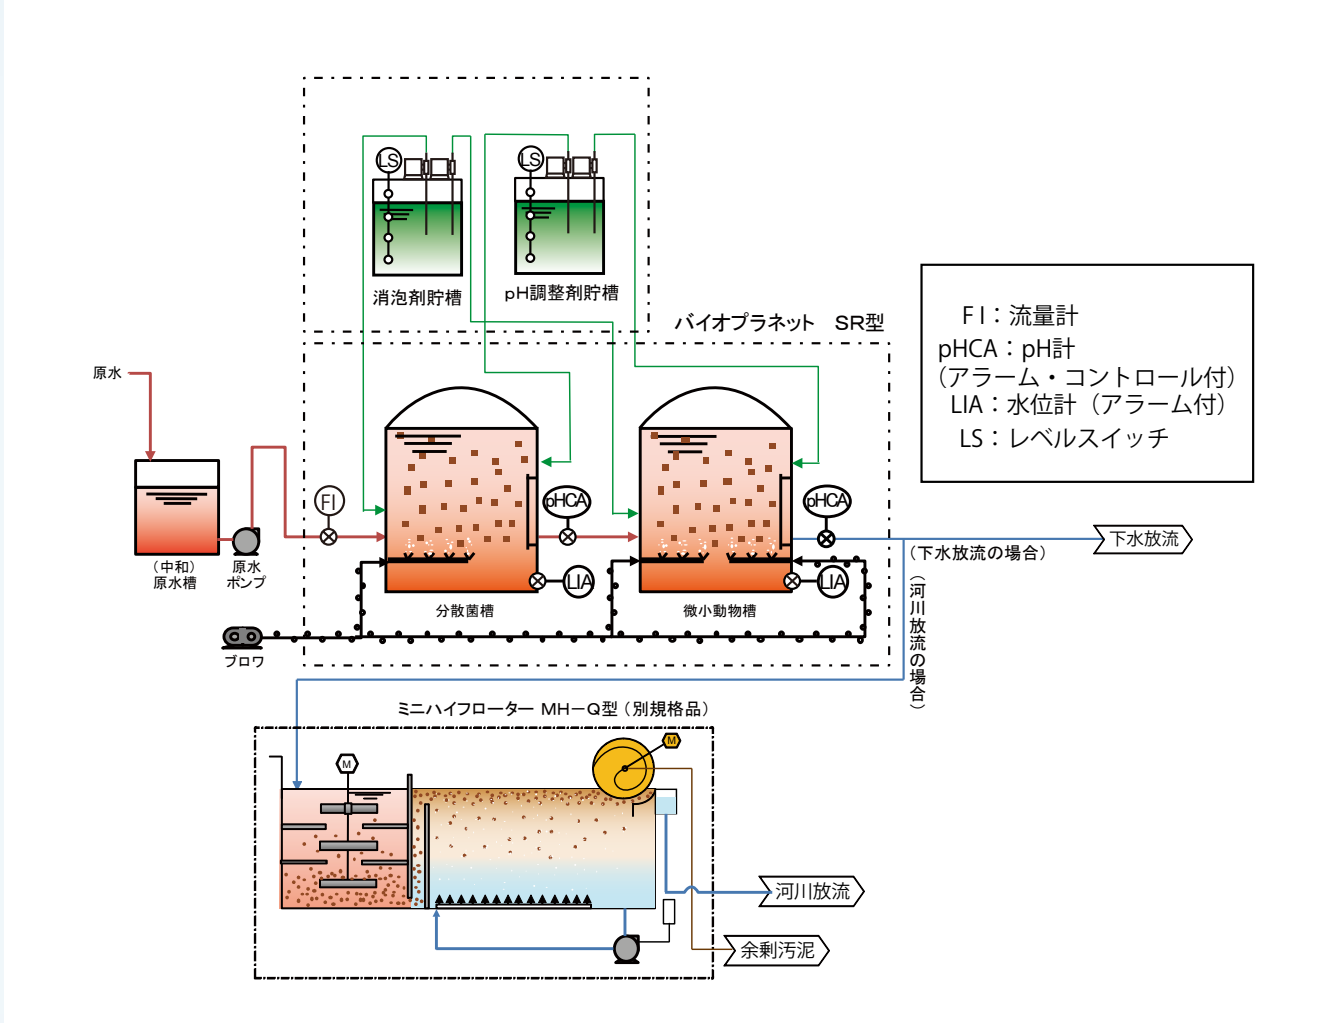 LS
LS
消泡剤貯槽
pH調整剤貯槽
バイオプラネット　SR型
FI：流量計
pHCA：pH計
（アラーム・コントロール付）
LIA：水位計（アラーム付）
LS：レベルスイッチ
原水
FI
pHCA
pHCA
（下水放流の場合）
下水放流
（中和）
原水槽
原水
ポンプ
LIA
LIA
分散菌槽
微小動物槽
（河川放流の場合）
ブロワ
ミニハイフローター MH－Q型（別規格品）
M
M
河川放流
余剰汚泥